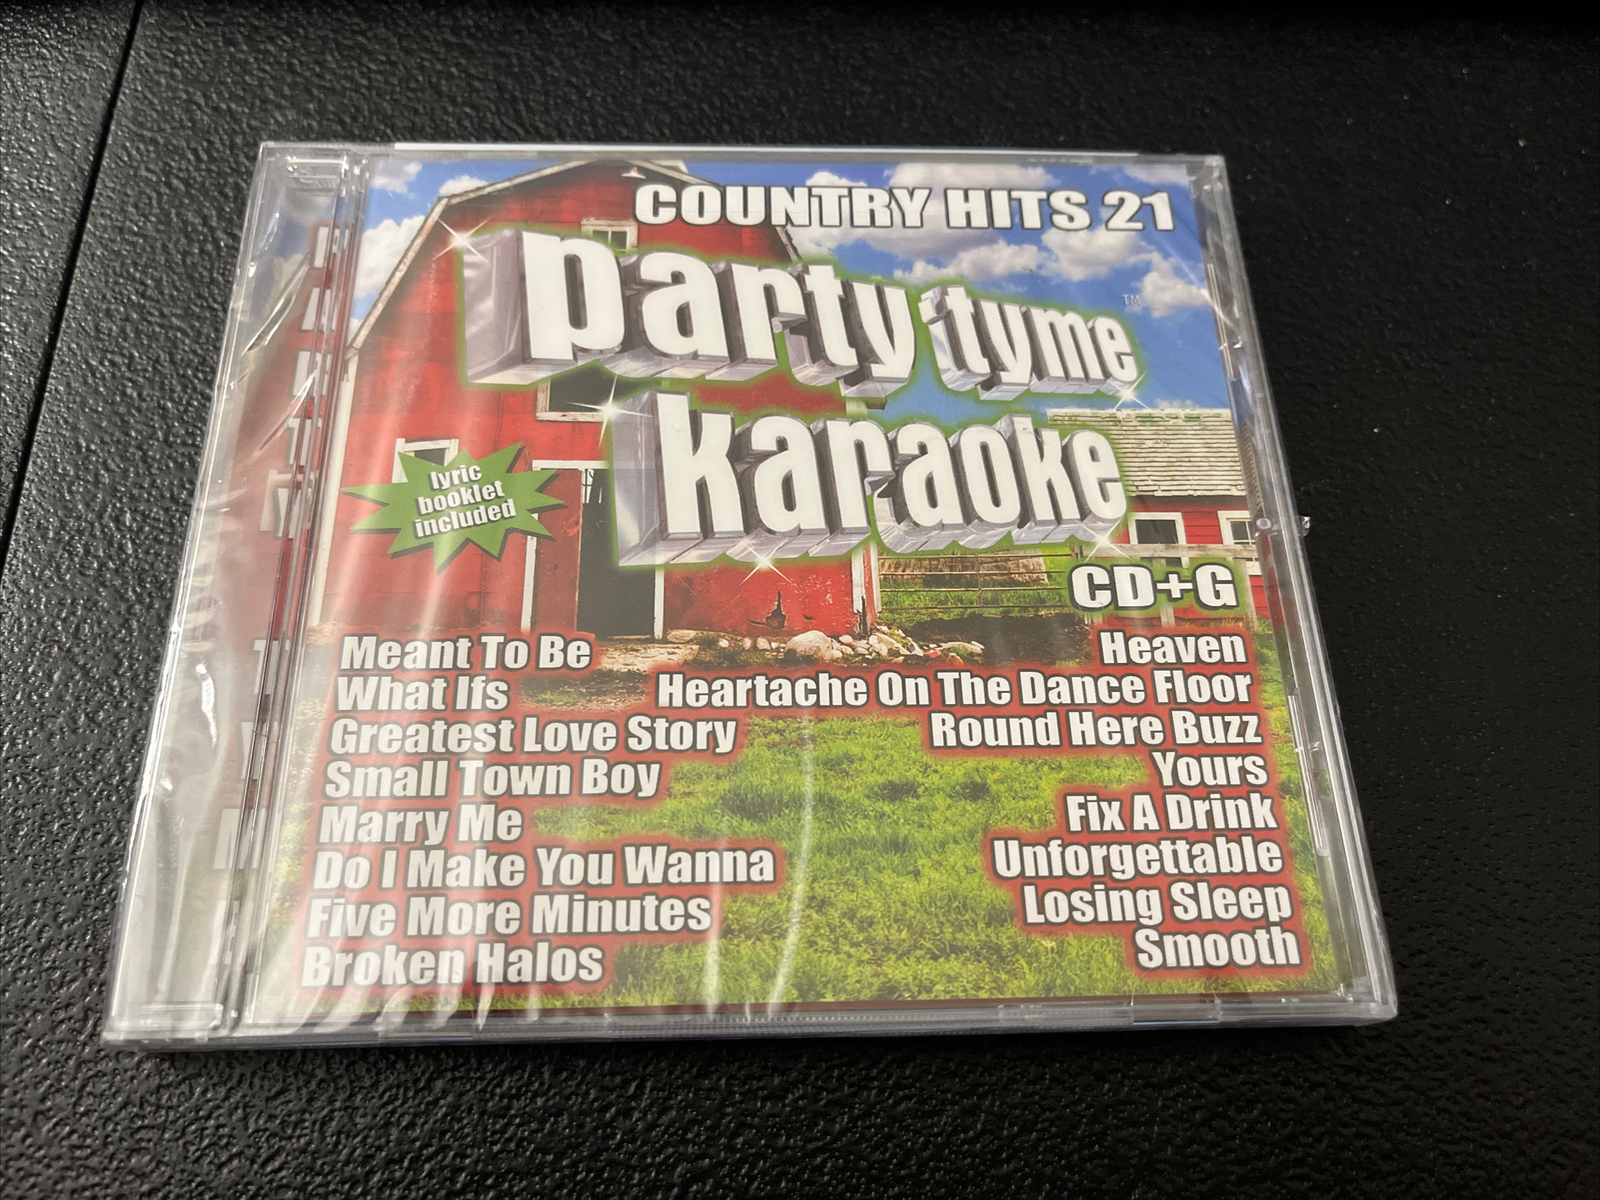 COUNTRY HITS 21
party tyme
™
karaoke
lyric
booklet
included
CD+G
Meant To Be
What Ifs
Greatest Love Story
Small Town Boy
Marry Me
Do I Make You Wanna
Five More Minutes
Broken Halos
Heaven
Heartache On The Dance Floor
Round Here Buzz
Yours
Fix A Drink
Unforgettable
Losing Sleep
Smooth